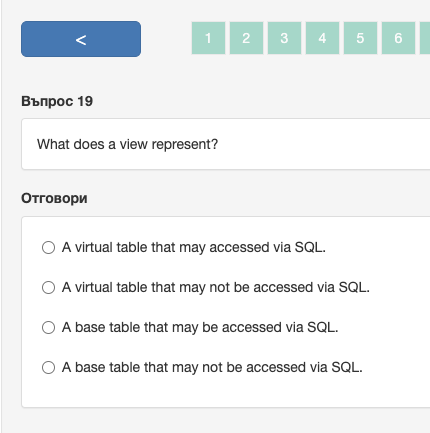 <
1 2 3 4 5 6
Въпрос 19
What does a view represent?
Отговори
A virtual table that may accessed via SQL.
A virtual table that may not be accessed via SQL.
A base table that may be accessed via SQL.
A base table that may not be accessed via SQL.